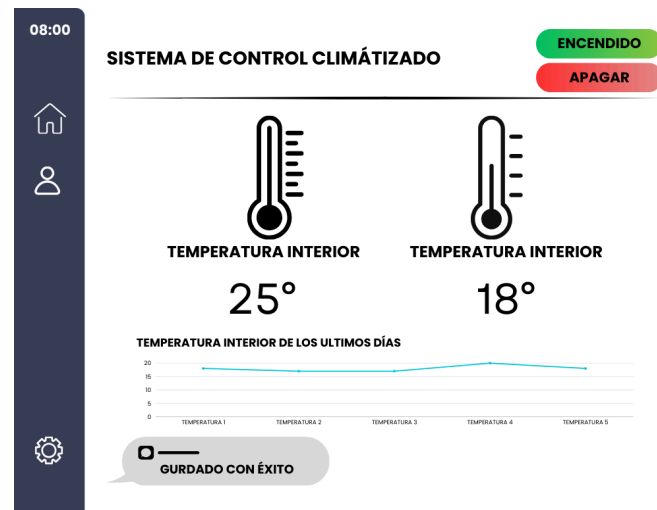 08:00
SISTEMA DE CONTROL CLIMÁTIZADO
ENCENDIDO
APAGAR
TEMPERATURA INTERIOR
TEMPERATURA INTERIOR
25°
18°
TEMPERATURA INTERIOR DE LOS ULTIMOS DÍAS
20
15
10
5
0
TEMPERATURA 1
TEMPERATURA 2
TEMPERATURA 3
TEMPERATURA 4
TEMPERATURA 5
GURDADO CON ÉXITO